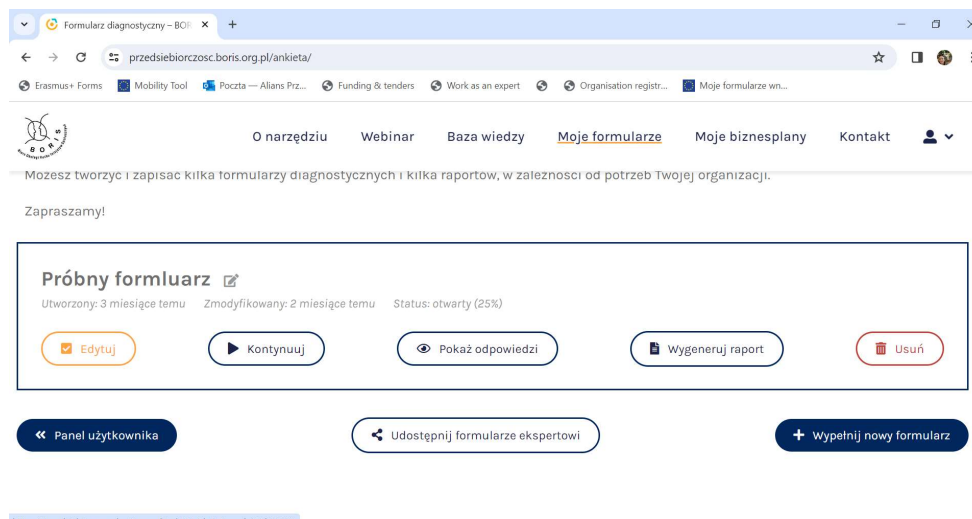 Formularz diagnostyczny – BOR
przedsiebiorczosc.boris.org.pl/ankieta/
Erasmus+ Forms Mobility Tool Poczta — Alians Prz... Funding & tenders Work as an expert Organisation registr... Moje formularze wn...
BORIS
O narzędziu Webinar Baza wiedzy Moje formularze Moje biznesplany Kontakt
Możesz tworzyć i zapisać kilka formularzy diagnostycznych i kilka raportów, w zależności od potrzeb Twojej organizacji.
Zapraszamy!
Próbny formluarz
Utworzony: 3 miesiące temu Zmodyfikowany: 2 miesiące temu Status: otwarty (25%)
Edytuj Kontynuuj Pokaż odpowiedzi Wygeneruj raport Usuń
Panel użytkownika Udostępnij formularze ekspertowi Wypełnij nowy formularz